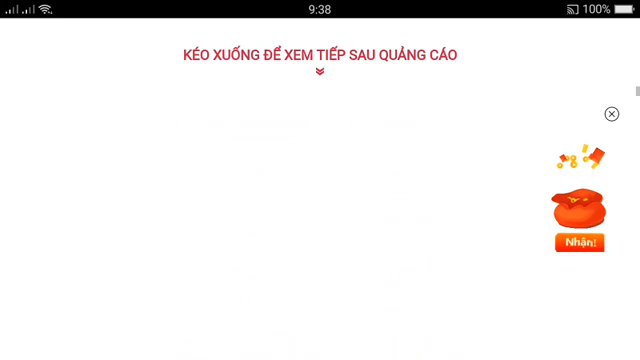 9:38
100%
KÉO XUỐNG ĐỂ XEM TIẾP SAU QUẢNG CÁO
Nhận!